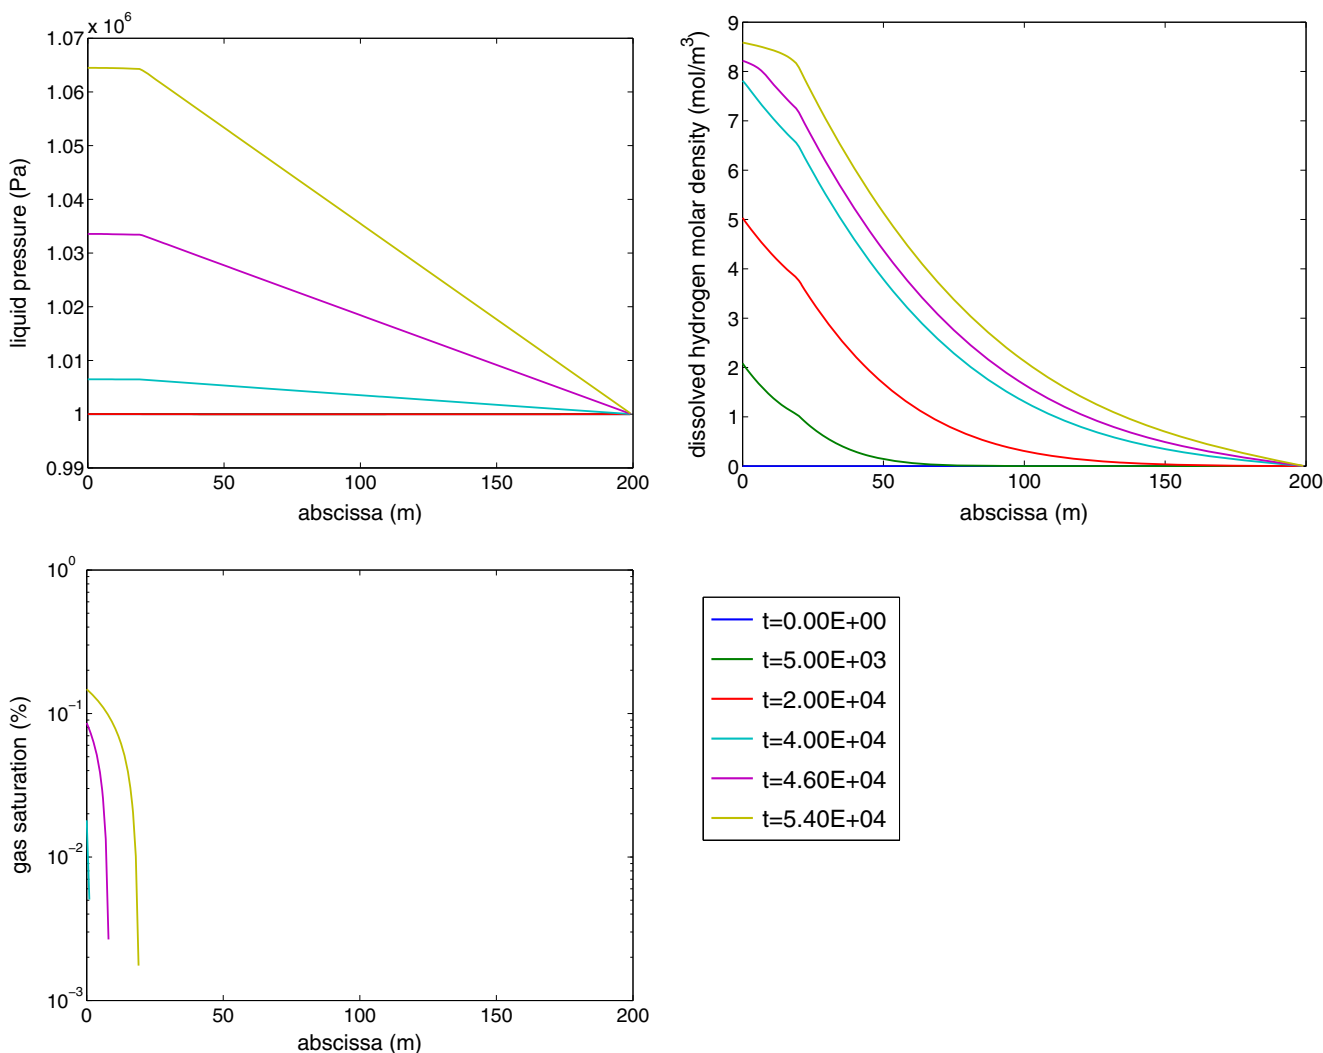 x 10^6
1.07
1.06
1.05
1.04
1.03
1.02
1.01
1
0.99
0
50
100
150
200
liquid pressure (Pa)
abscissa (m)
9
8
7
6
5
4
3
2
1
0
0
50
100
150
200
dissolved hydrogen molar density (mol/m^3)
abscissa (m)
10^0
10^-1
10^-2
10^-3
0
50
100
150
200
gas saturation (%)
abscissa (m)
t=0.00E+00
t=5.00E+03
t=2.00E+04
t=4.00E+04
t=4.60E+04
t=5.40E+04